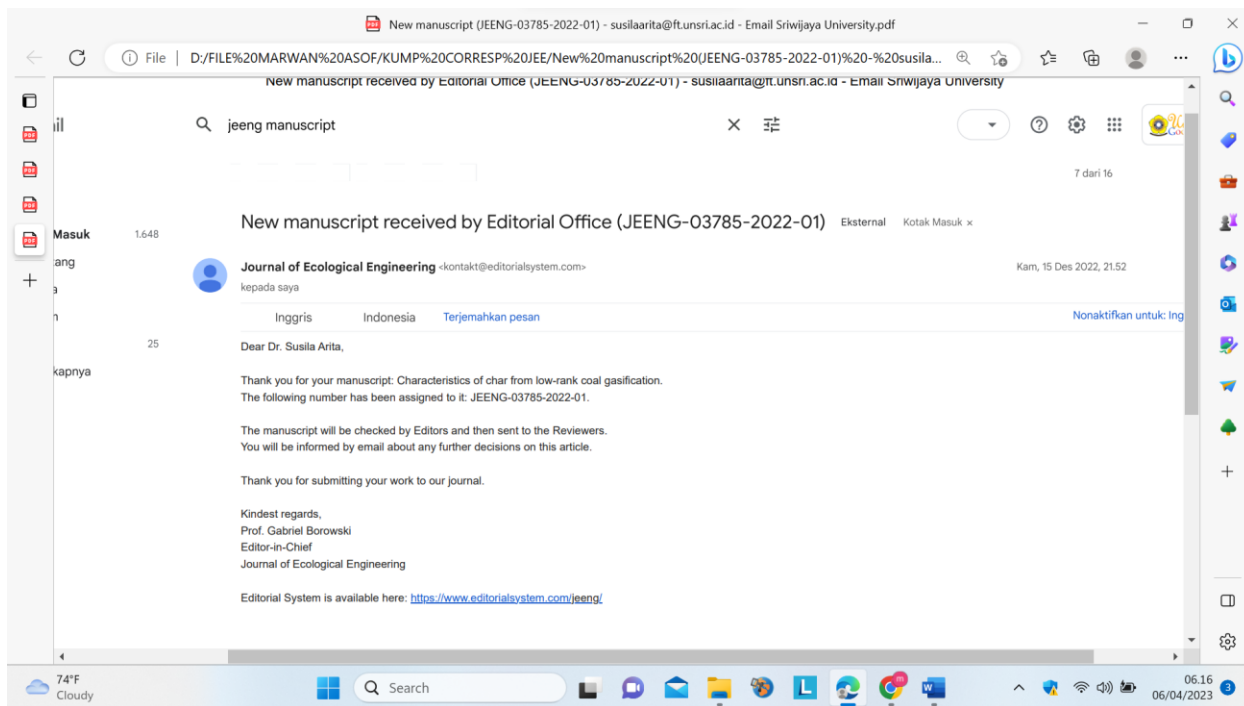 New manuscript (JEENG-03785-2022-01) - susilaarita@ft.unsri.ac.id - Email Sriwijaya University.pdf
File | D:/FILE%20MARWAN%20ASOF/KUMP%20CORRESP%20JEE/New%20manuscript%20(JEENG-03785-2022-01)%20-%20susila...
New manuscript received by Editorial Office (JEENG-03785-2022-01) - susilaarita@ft.unsri.ac.id - Email Sriwijaya University
il
jeeng manuscript
7 dari 16
New manuscript received by Editorial Office (JEENG-03785-2022-01) Eksternal Kotak Masuk ×
Masuk 1.648
ang
Journal of Ecological Engineering <kontakt@editorialsystem.com>
Kam, 15 Des 2022, 21.52
a
kepada saya
n
Inggris Indonesia Terjemahkan pesan
Nonaktifkan untuk: Ing
25
Dear Dr. Susila Arita,
kapnya
Thank you for your manuscript: Characteristics of char from low-rank coal gasification.
The following number has been assigned to it: JEENG-03785-2022-01.
The manuscript will be checked by Editors and then sent to the Reviewers.
You will be informed by email about any further decisions on this article.
Thank you for submitting your work to our journal.
Kindest regards,
Prof. Gabriel Borowski
Editor-in-Chief
Journal of Ecological Engineering
Editorial System is available here: https://www.editorialsystem.com/jeeng/
74°F
Cloudy
Search
06.16
06/04/2023
3